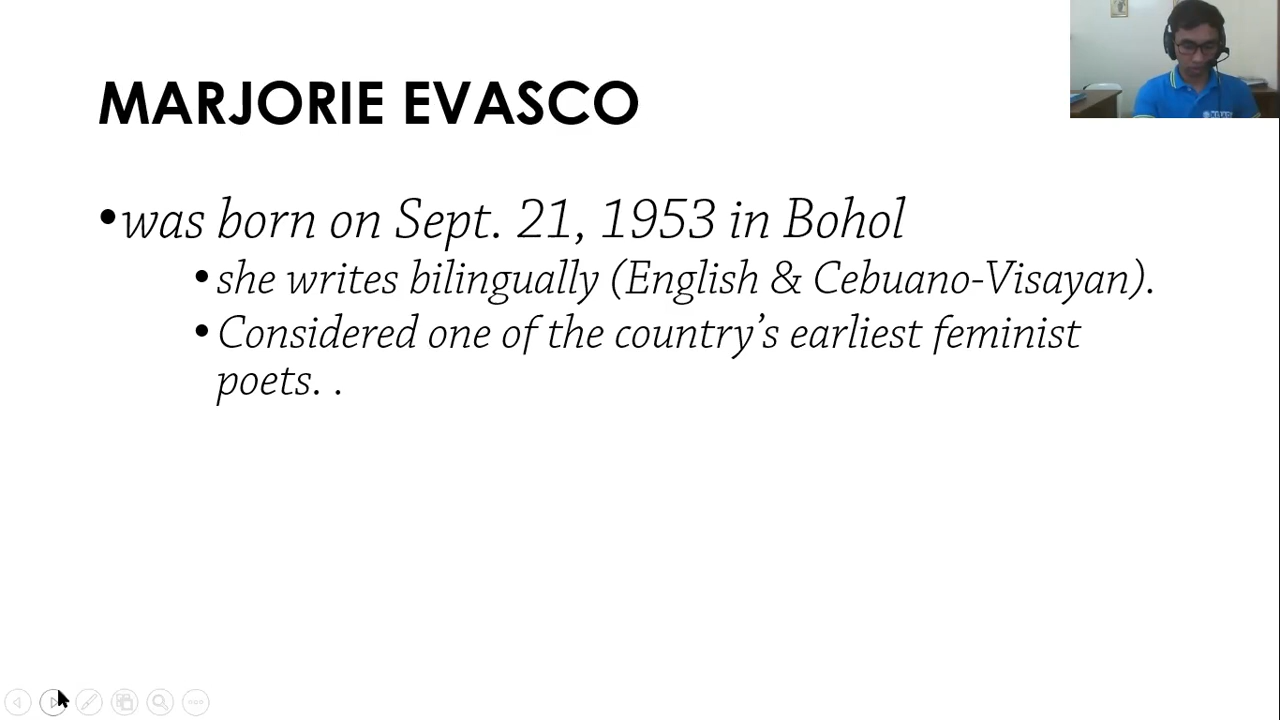 MARJORIE EVASCO
•was born on Sept. 21, 1953 in Bohol
•she writes bilingually (English & Cebuano-Visayan).
•Considered one of the country’s earliest feminist
poets. .